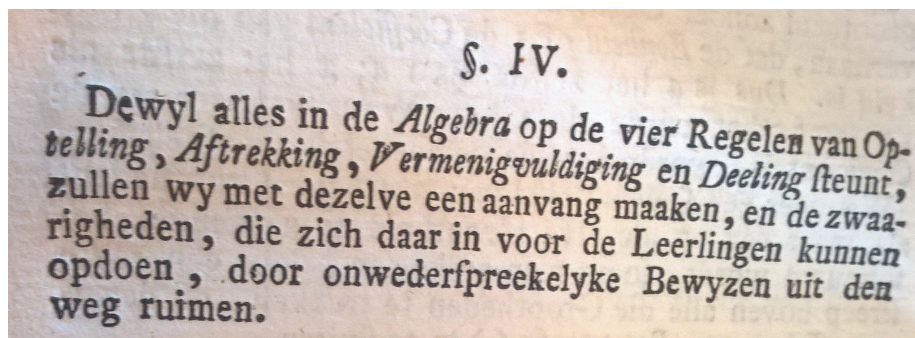 §. IV.
Dewyl alles in de Algebra op de vier Regelen van Op-
telling, Aftrekking, Vermenigvuldiging en Deeling ſteunt,
zullen wy met dezelve een aanvang maaken, en de zwaa-
righeden, die zich daar in voor de Leerlingen kunnen
opdoen, door onwederſpreekelyke Bewyzen uit den
weg ruimen.